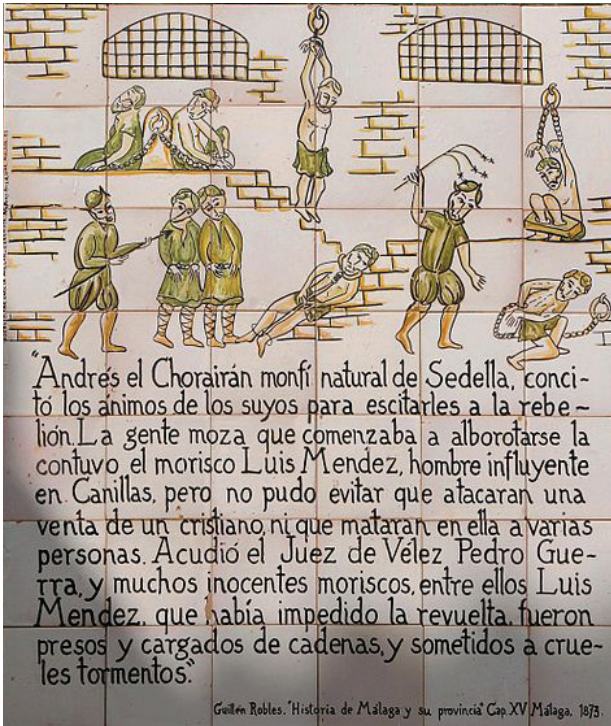 "Andrés el Chorairán monfí natural de Sedella, conci-
tó los ánimos de los suyos para escitarles a la rebe-
lión. La gente moza que comenzaba a alborotarse la
contuvo el morisco Luis Mendez, hombre influyente
en Canillas, pero no pudo evitar que atacaran una
venta de un cristiano, ni que mataran en ella a varias
personas. Acudió el Juez de Vélez Pedro Gue-
rra, y muchos inocentes moriscos, entre ellos Luis
Mendez, que había impedido la revuelta, fueron
presos y cargados de cadenas, y sometidos a crue-
les tormentos."
Guillén Robles. "Historia de Málaga y su provincia" Cap. XV Málaga, 1873.